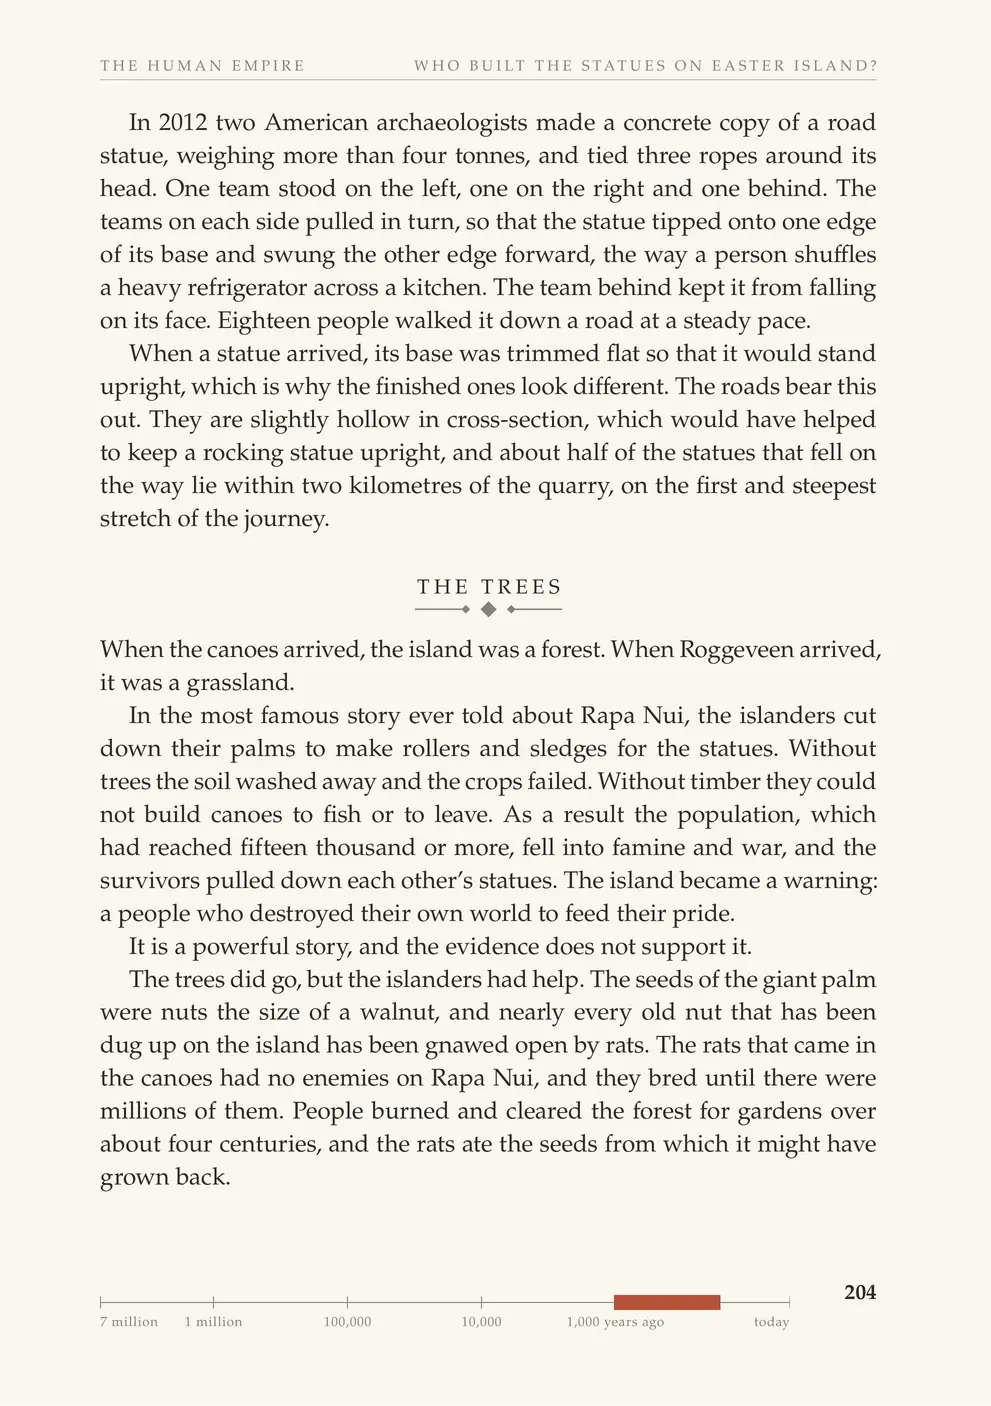 THE HUMAN EMPIRE
WHO BUILT THE STATUES ON EASTER ISLAND?
In 2012 two American archaeologists made a concrete copy of a road
statue, weighing more than four tonnes, and tied three ropes around its
head. One team stood on the left, one on the right and one behind. The
teams on each side pulled in turn, so that the statue tipped onto one edge
of its base and swung the other edge forward, the way a person shuffles
a heavy refrigerator across a kitchen. The team behind kept it from falling
on its face. Eighteen people walked it down a road at a steady pace.
When a statue arrived, its base was trimmed flat so that it would stand
upright, which is why the finished ones look different. The roads bear this
out. They are slightly hollow in cross-section, which would have helped
to keep a rocking statue upright, and about half of the statues that fell on
the way lie within two kilometres of the quarry, on the first and steepest
stretch of the journey.
THE TREES
When the canoes arrived, the island was a forest. When Roggeveen arrived,
it was a grassland.
In the most famous story ever told about Rapa Nui, the islanders cut
down their palms to make rollers and sledges for the statues. Without
trees the soil washed away and the crops failed. Without timber they could
not build canoes to fish or to leave. As a result the population, which
had reached fifteen thousand or more, fell into famine and war, and the
survivors pulled down each other's statues. The island became a warning:
a people who destroyed their own world to feed their pride.
It is a powerful story, and the evidence does not support it.
The trees did go, but the islanders had help. The seeds of the giant palm
were nuts the size of a walnut, and nearly every old nut that has been
dug up on the island has been gnawed open by rats. The rats that came in
the canoes had no enemies on Rapa Nui, and they bred until there were
millions of them. People burned and cleared the forest for gardens over
about four centuries, and the rats ate the seeds from which it might have
grown back.
204
7 million 1 million 100,000 10,000 1,000 years ago today